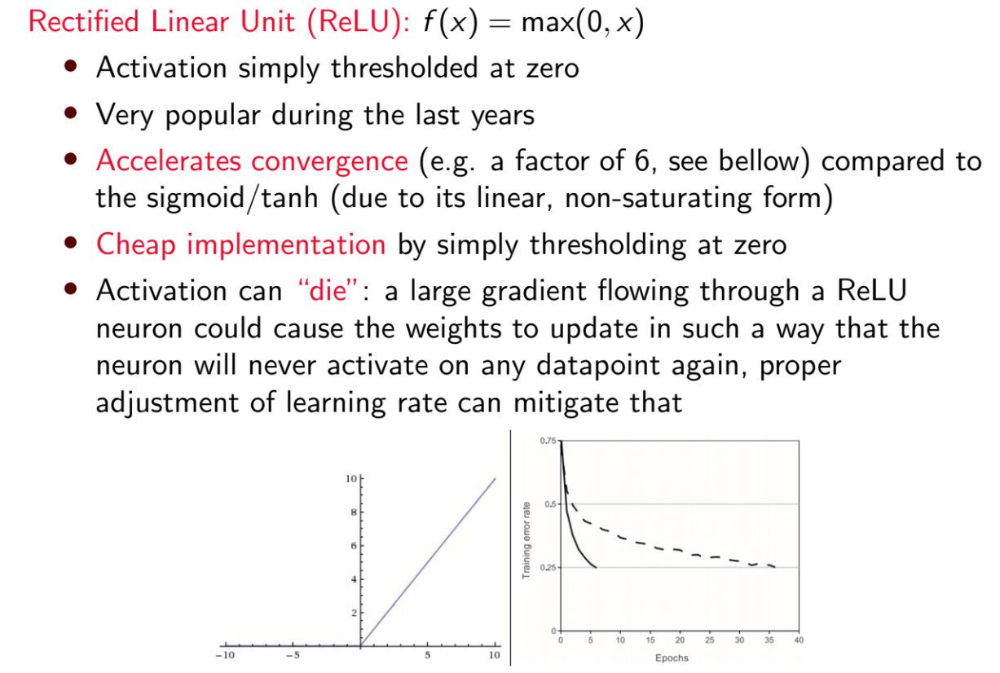 Rectified Linear Unit (ReLU): f(x) = max(0, x)
• Activation simply thresholded at zero
• Very popular during the last years
• Accelerates convergence (e.g. a factor of 6, see bellow) compared to
the sigmoid/tanh (due to its linear, non-saturating form)
• Cheap implementation by simply thresholding at zero
• Activation can “die”: a large gradient flowing through a ReLU
neuron could cause the weights to update in such a way that the
neuron will never activate on any datapoint again, proper
adjustment of learning rate can mitigate that
10
8
6
4
2
−10 −5 5 10
Training error rate
0.75
0.5
0.25
0
0 5 10 15 20 25 30 35 40
Epochs